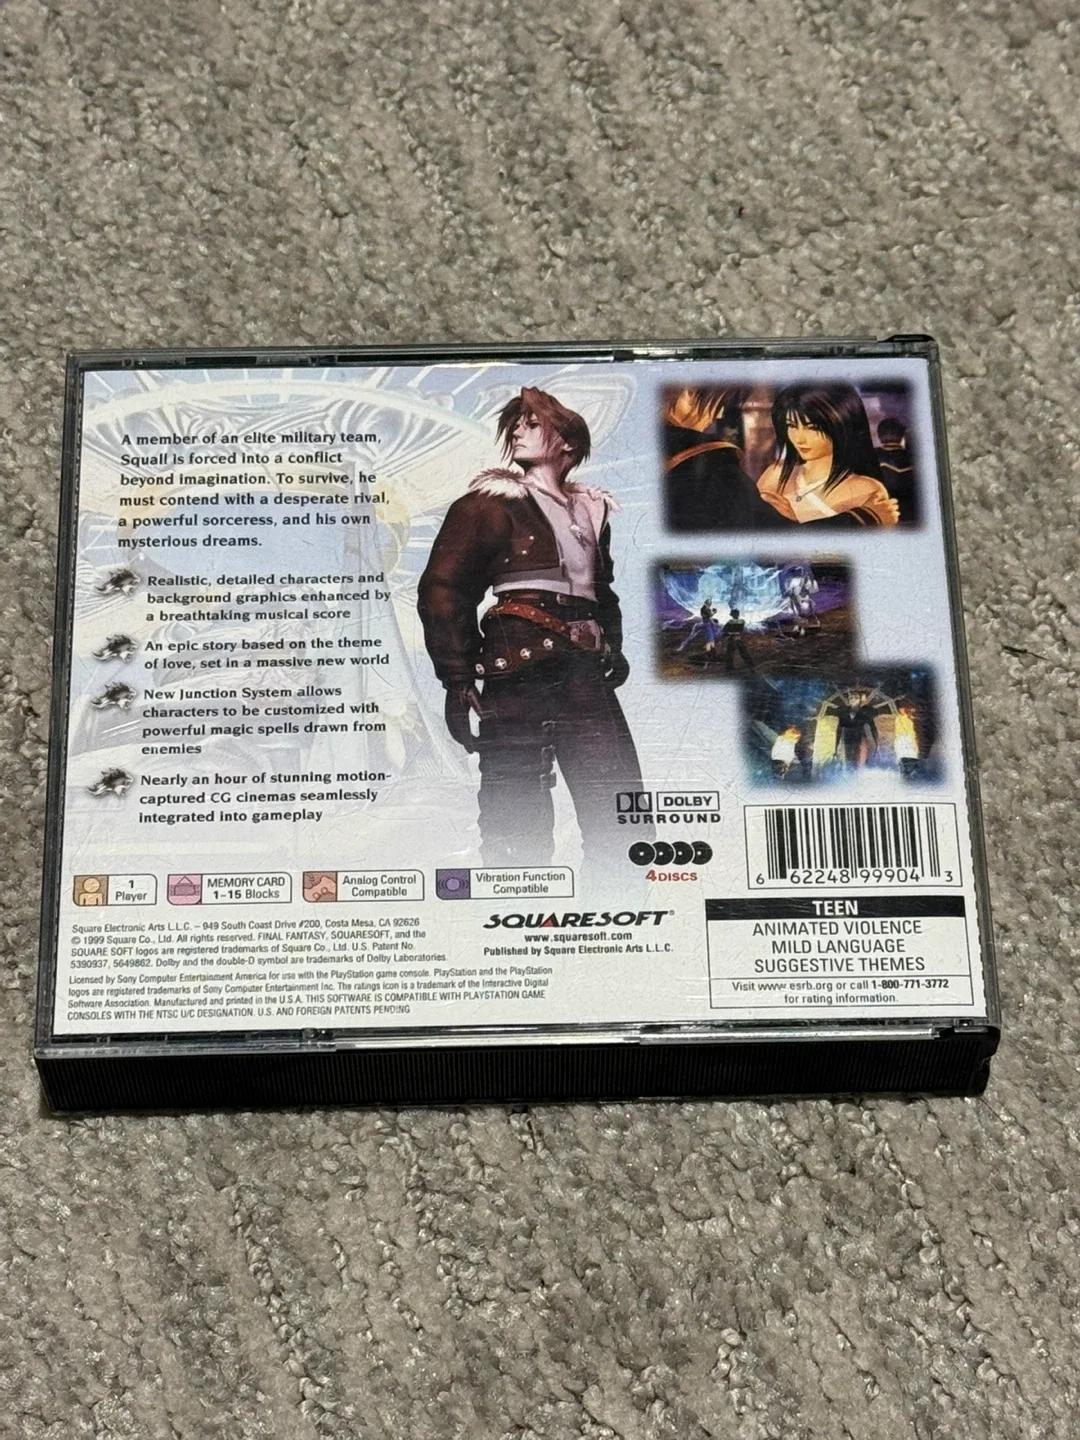 A member of an elite military team,
Squall is forced into a conflict
beyond imagination. To survive, he
must contend with a desperate rival,
a powerful sorceress, and his own
mysterious dreams.
Realistic, detailed characters and
background graphics enhanced by
a breathtaking musical score
An epic story based on the theme
of love, set in a massive new world
New Junction System allows
characters to be customized with
powerful magic spells drawn from
enemies
Nearly an hour of stunning motion-
captured CG cinemas seamlessly
integrated into gameplay
DOLBY
SURROUND
4 DISCS
6 62248 99904 3
1
Player
MEMORY CARD
1-15 Blocks
Analog Control
Compatible
Vibration Function
Compatible
Square Electronic Arts L.L.C. – 949 South Coast Drive #200, Costa Mesa, CA 92626
© 1999 Square Co., Ltd. All rights reserved. FINAL FANTASY, SQUARESOFT, and the
SQUARE SOFT logos are registered trademarks of Square Co., Ltd. U.S. Patent No.
5390937, 5649862. Dolby and the double-D symbol are trademarks of Dolby Laboratories.
Licensed by Sony Computer Entertainment America for use with the PlayStation game console. PlayStation and the PlayStation
logos are registered trademarks of Sony Computer Entertainment Inc. The ratings icon is a trademark of the Interactive Digital
Software Association. Manufactured and printed in the U.S.A. THIS SOFTWARE IS COMPATIBLE WITH PLAYSTATION GAME
CONSOLES WITH THE NTSC U/C DESIGNATION. U.S. AND FOREIGN PATENTS PENDING
SQUARESOFT®
www.squaresoft.com
Published by Square Electronic Arts L.L.C.
TEEN
ANIMATED VIOLENCE
MILD LANGUAGE
SUGGESTIVE THEMES
Visit www.esrb.org or call 1-800-771-3772
for rating information.